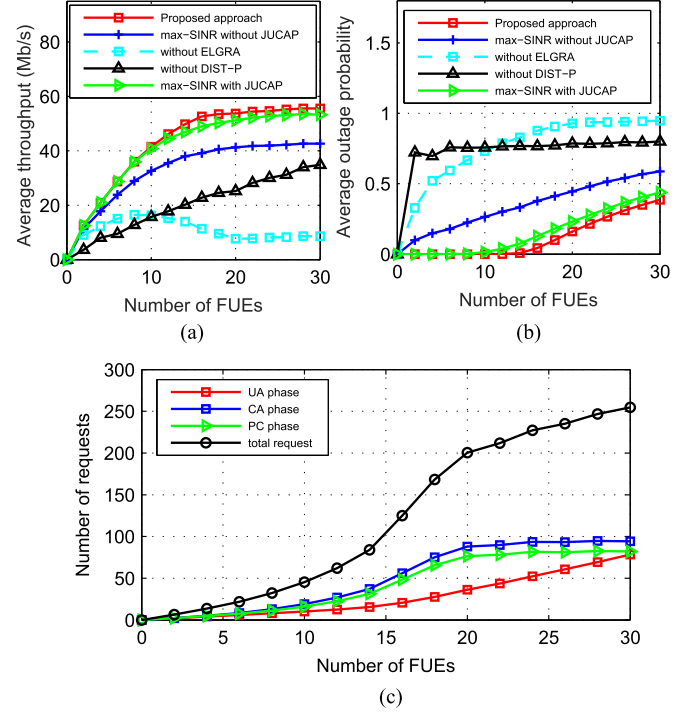 Average throughput (Mb/s)
80
60
40
20
0
Proposed approach
max-SINR without JUCAP
without ELGRA
without DIST-P
max-SINR with JUCAP
0 10 20 30
Number of FUEs
(a)
Average outage probability
1.5
1
0.5
0
Proposed approach
max-SINR without JUCAP
without ELGRA
without DIST-P
max-SINR with JUCAP
0 10 20 30
Number of FUEs
(b)
Number of requests
300
250
200
150
100
50
0
UA phase
CA phase
PC phase
total request
0 5 10 15 20 25 30
Number of FUEs
(c)